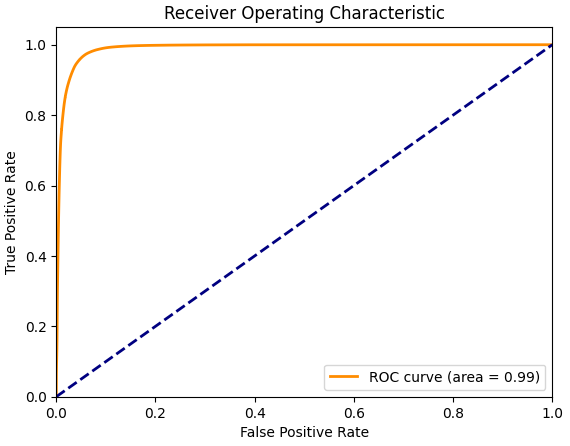 Receiver Operating Characteristic
True Positive Rate
1.0
0.8
0.6
0.4
0.2
0.0
ROC curve (area = 0.99)
0.0 0.2 0.4 0.6 0.8 1.0
False Positive Rate